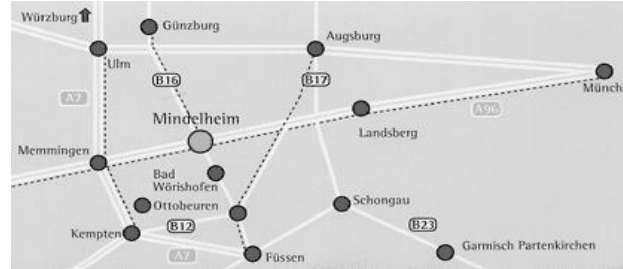 Würzburg
Günzburg
Augsburg
Ulm
B16
B17
A7
Münch
Mindelheim
A96
Landsberg
Memmingen
Bad
Wörishofen
Ottobeuren
Schongau
B12
B23
Kempten
A7
Füssen
Garmisch Partenkirchen